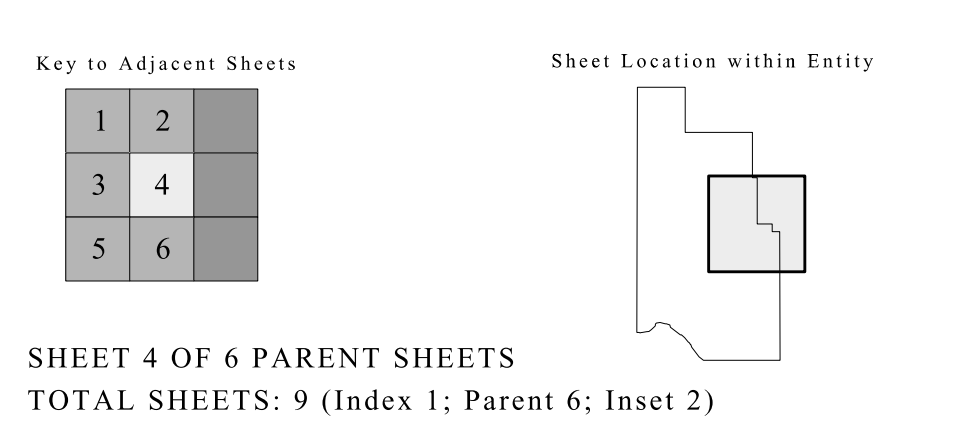 Key to Adjacent Sheets
Sheet Location within Entity
1 2
3 4
5 6
SHEET 4 OF 6 PARENT SHEETS
TOTAL SHEETS: 9 (Index 1; Parent 6; Inset 2)